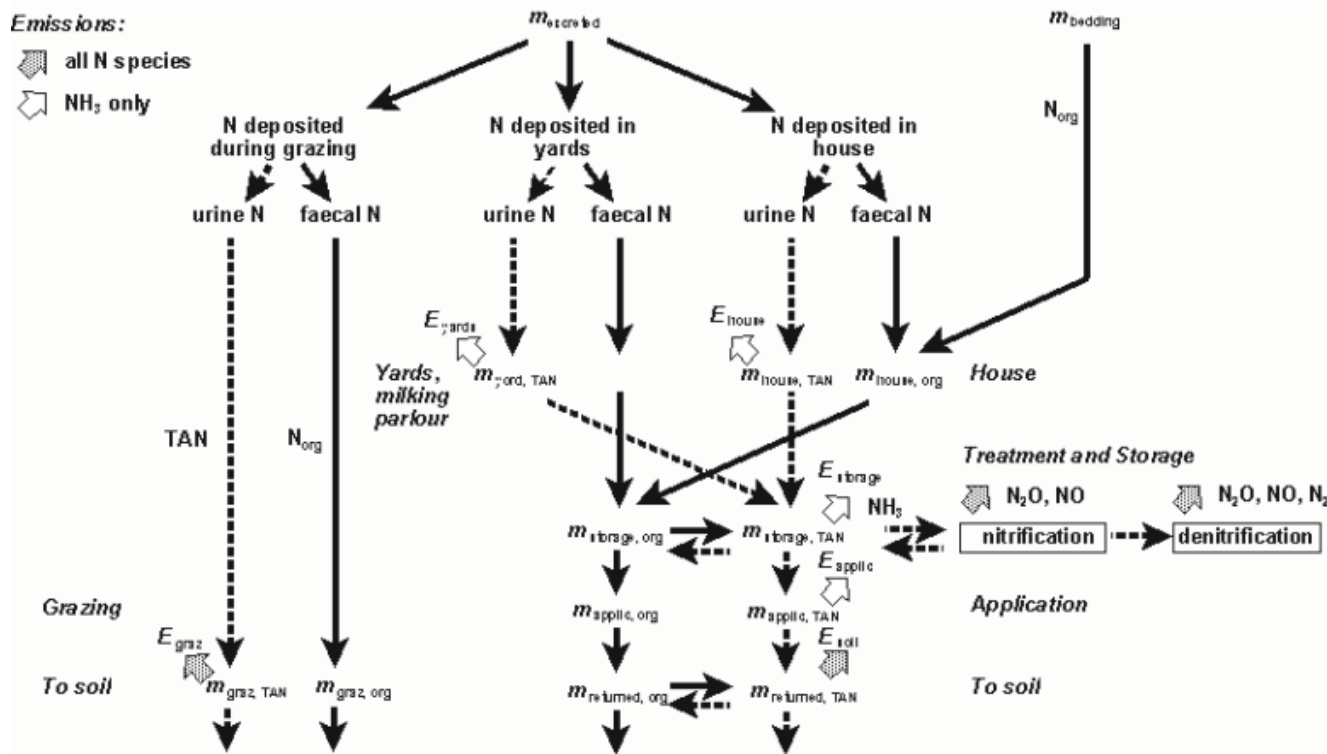 Emissions:
all N species
NH₃ only
m excreted
m bedding
N deposited
during grazing
N deposited in
yards
N deposited in
house
N org
urine N
faecal N
urine N
faecal N
urine N
faecal N
E yards
E house
Yards,
milking
parlour
m yard, TAN
m house, TAN
m house, org
House
TAN
N org
Treatment and Storage
E storage
NH₃
N₂O, NO
N₂O, NO, N₂
m storage, org
m storage, TAN
nitrification
denitrification
E applic
Grazing
m applic, org
m applic, TAN
Application
E graz
E soil
To soil
m graz, TAN
m graz, org
m returned, org
m returned, TAN
To soil